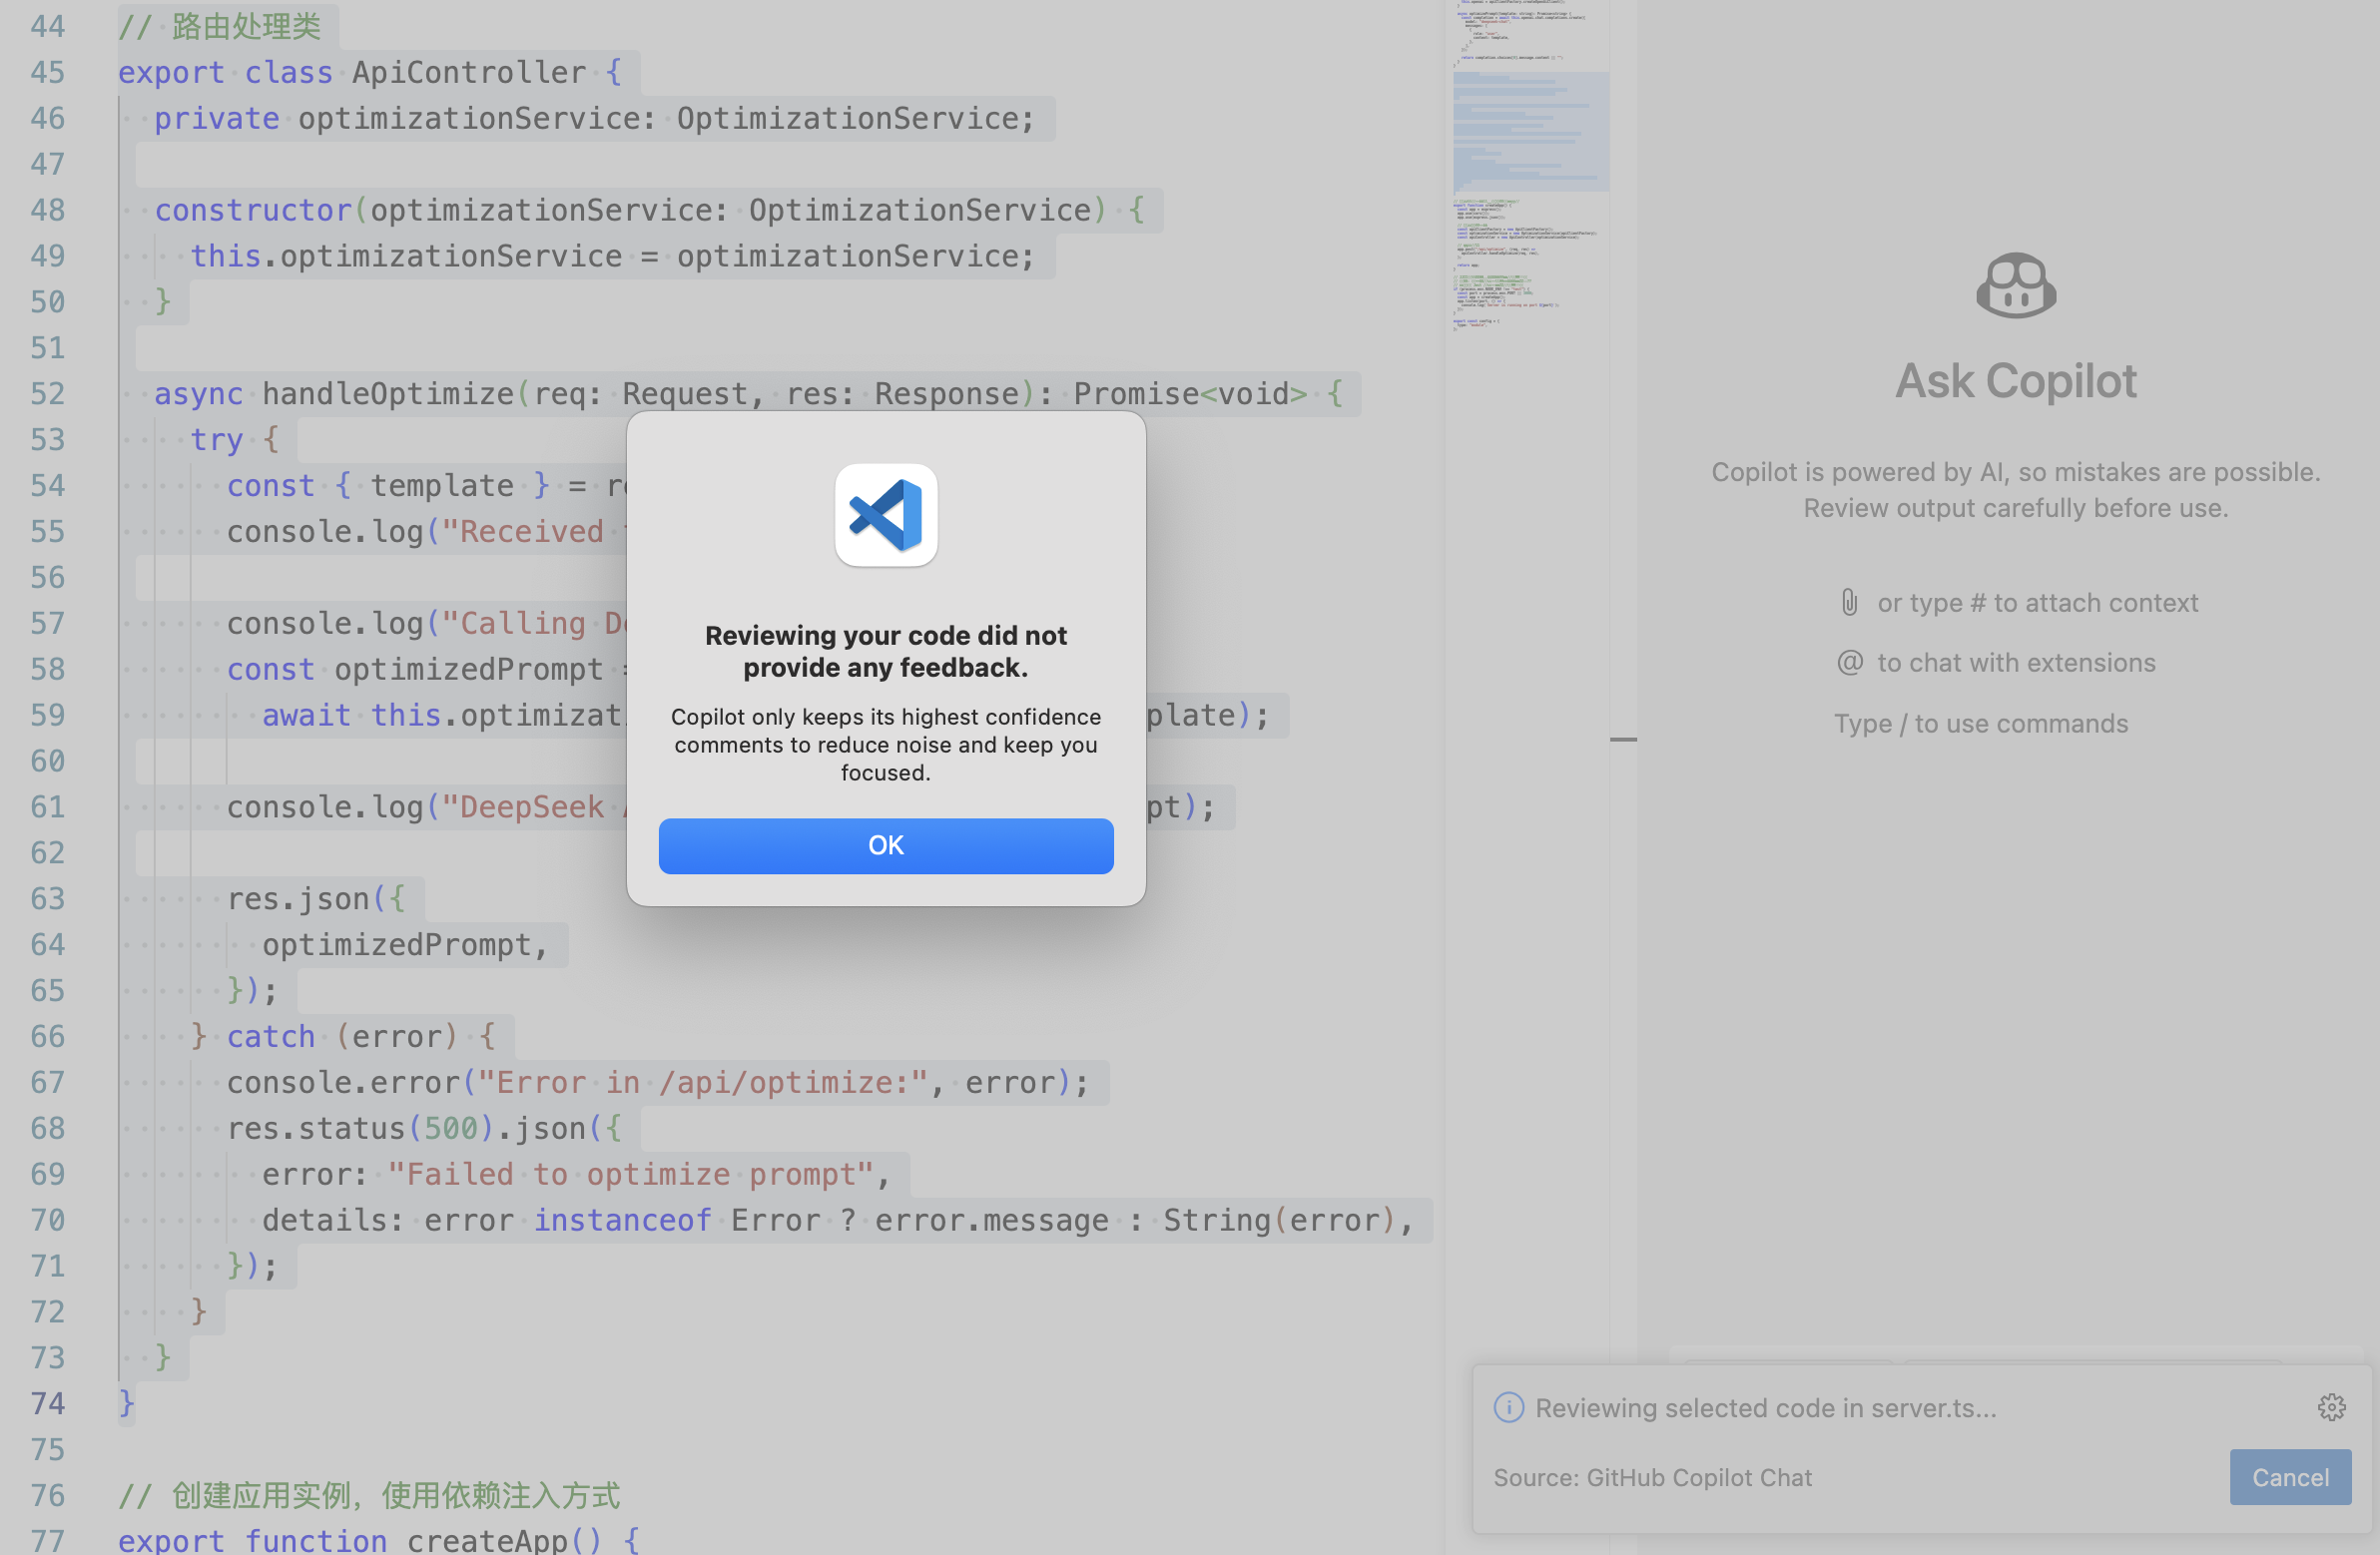 44 // 路由处理类
45 export class ApiController {
46 private optimizationService: OptimizationService;
47
48 constructor(optimizationService: OptimizationService) {
49 this.optimizationService = optimizationService;
50 }
51
52 async handleOptimize(req: Request, res: Response): Promise<void> {
53 try {
54 const { template } = re
55 console.log("Received
56
57 console.log("Calling De
58 const optimizedPrompt =
59 await this.optimizat plate);
60
61 console.log("DeepSeek A pt);
62
63 res.json({
64 optimizedPrompt,
65 });
66 } catch (error) {
67 console.error("Error in /api/optimize:", error);
68 res.status(500).json({
69 error: "Failed to optimize prompt",
70 details: error instanceof Error ? error.message : String(error),
71 });
72 }
73 }
74 }
75
76 // 创建应用实例，使用依赖注入方式
77 export function createApp() {
Reviewing your code did not
provide any feedback.
Copilot only keeps its highest confidence
comments to reduce noise and keep you
focused.
OK
Ask Copilot
Copilot is powered by AI, so mistakes are possible.
Review output carefully before use.
or type # to attach context
@ to chat with extensions
Type / to use commands
Reviewing selected code in server.ts...
Source: GitHub Copilot Chat
Cancel